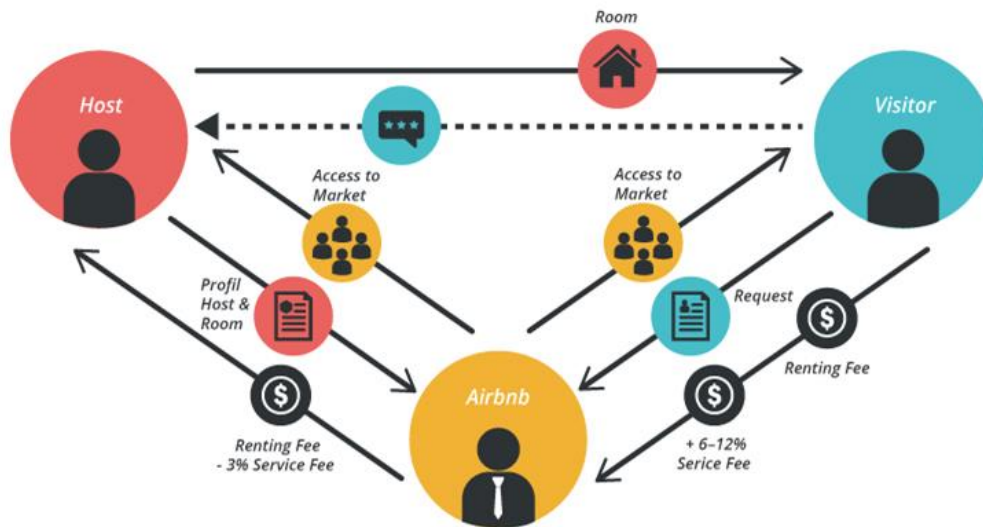 Room
Host
Visitor
Access to
Market
Access to
Market
Profil
Host &
Room
Request
$
Renting Fee
$
$
Airbnb
Renting Fee
- 3% Service Fee
+ 6–12%
Serice Fee